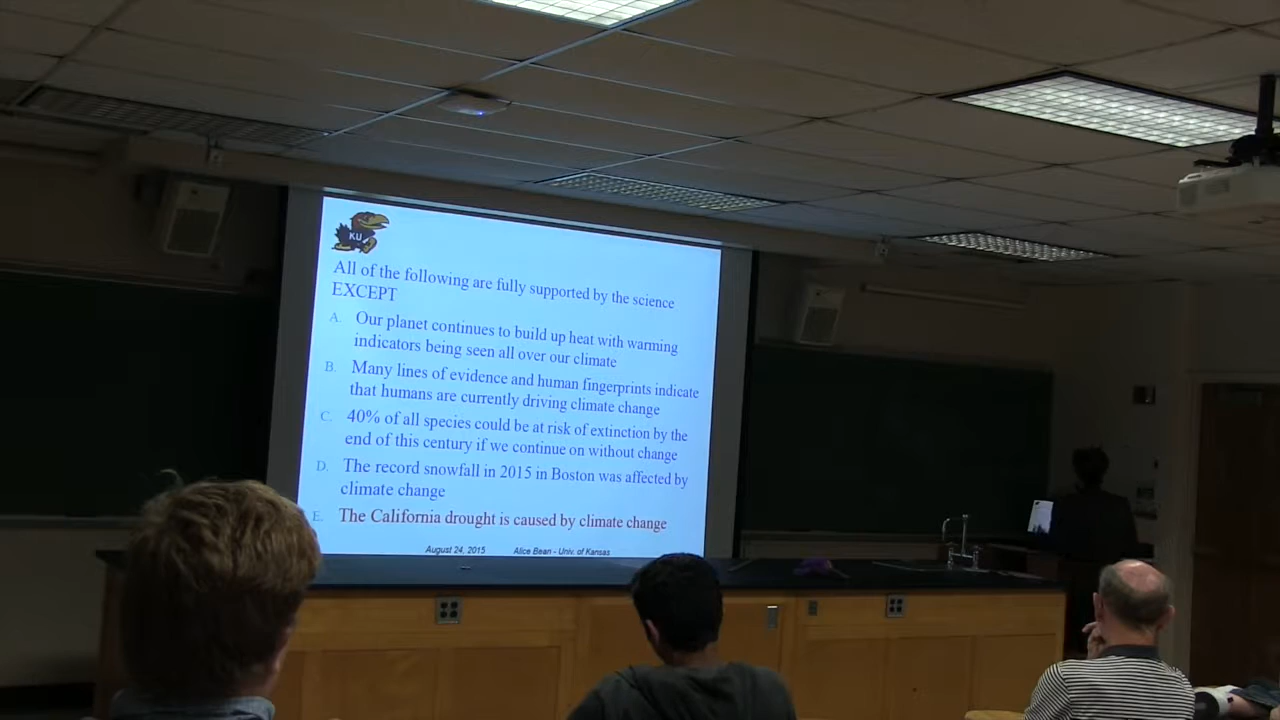 KU
All of the following are fully supported by the science
EXCEPT
A. Our planet continues to build up heat with warming
indicators being seen all over our climate
B. Many lines of evidence and human fingerprints indicate
that humans are currently driving climate change
C. 40% of all species could be at risk of extinction by the
end of this century if we continue on without change
D. The record snowfall in 2015 in Boston was affected by
climate change
E. The California drought is caused by climate change
August 24, 2015 Alice Bean - Univ. of Kansas